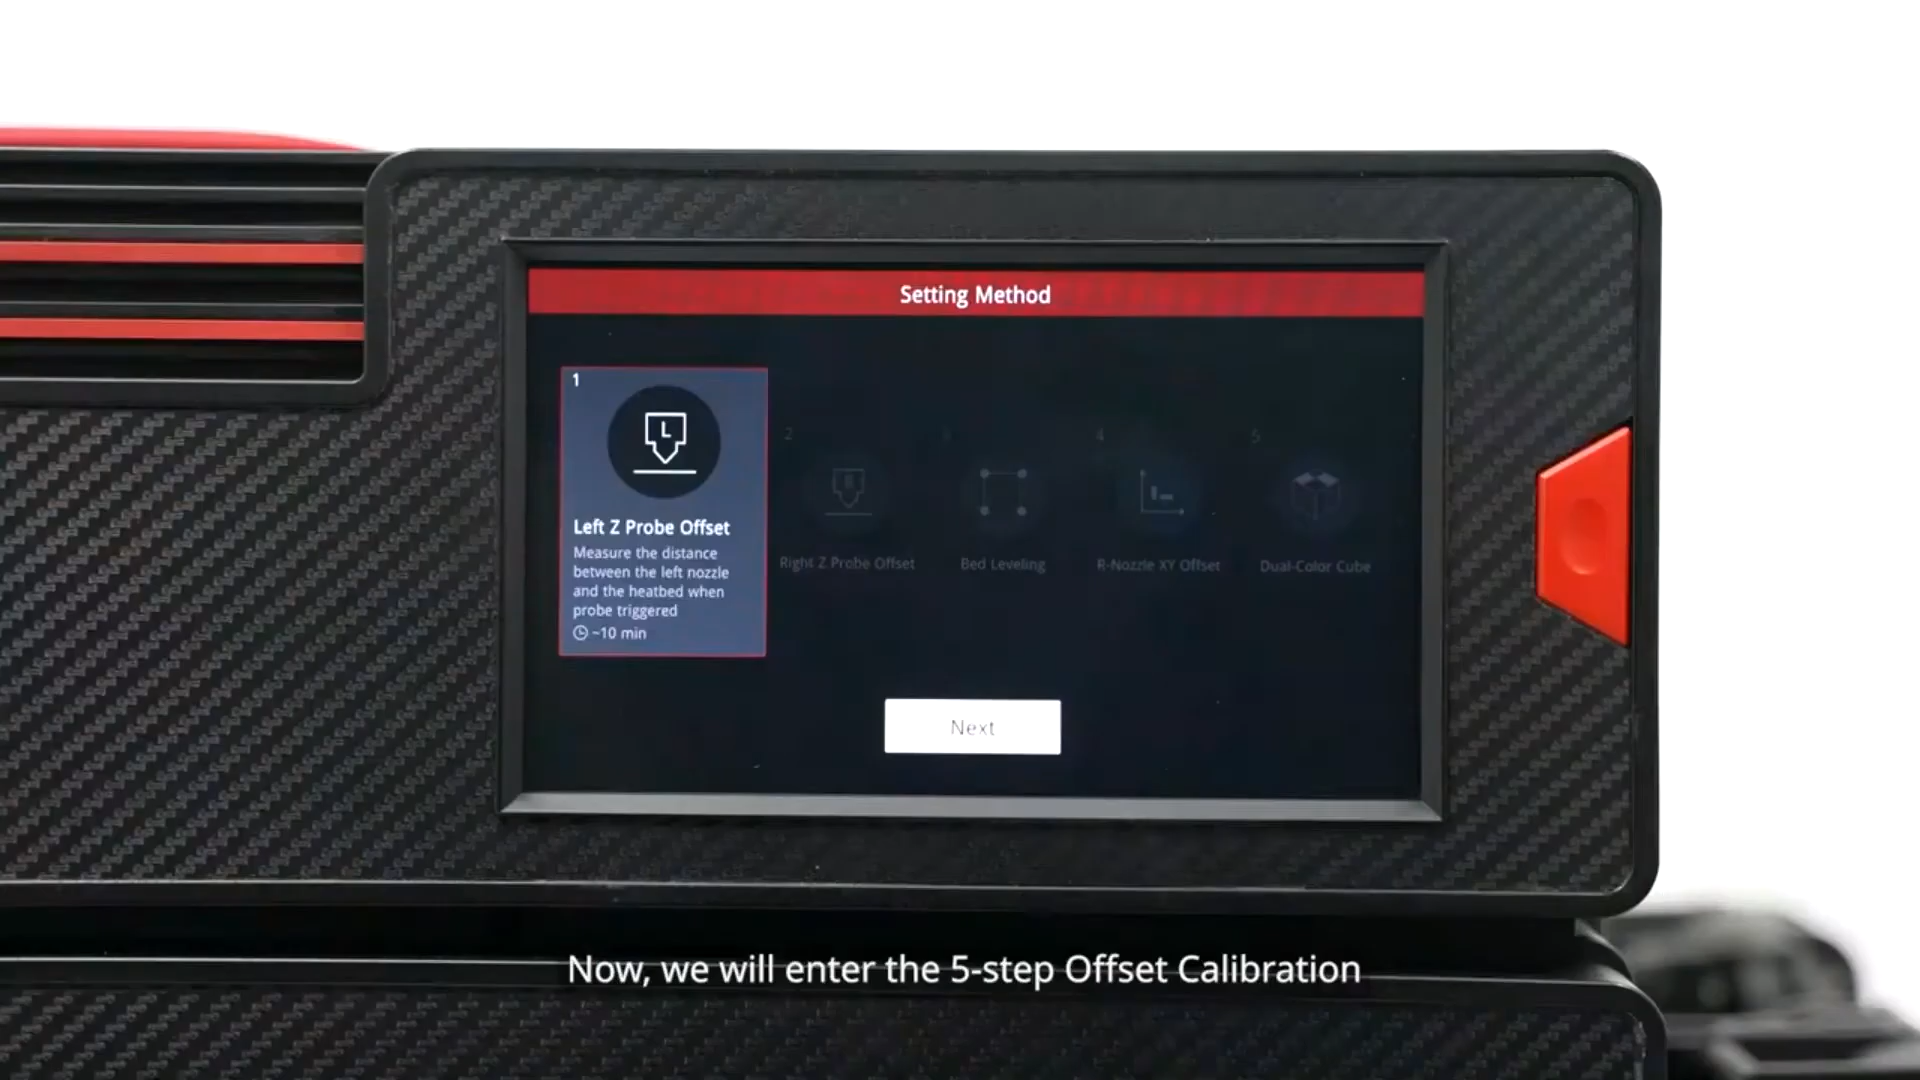 Setting Method
1
L
Left Z Probe Offset
Measure the distance
between the left nozzle
and the heatbed when
probe triggered
~10 min
2
Right Z Probe Offset
Bed Leveling
4
R-Nozzle XY Offset
5
Dual-Color Cube
Next
Now, we will enter the 5-step Offset Calibration